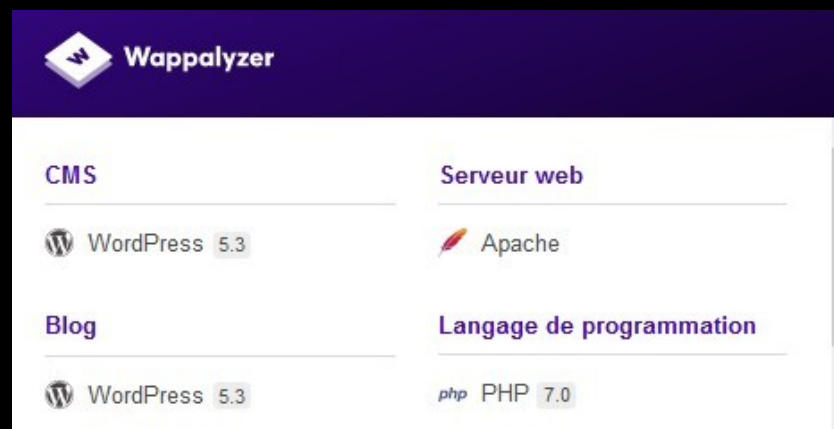 Wappalyzer
CMS
WordPress 5.3
Serveur web
Apache
Blog
WordPress 5.3
Langage de programmation
php PHP 7.0